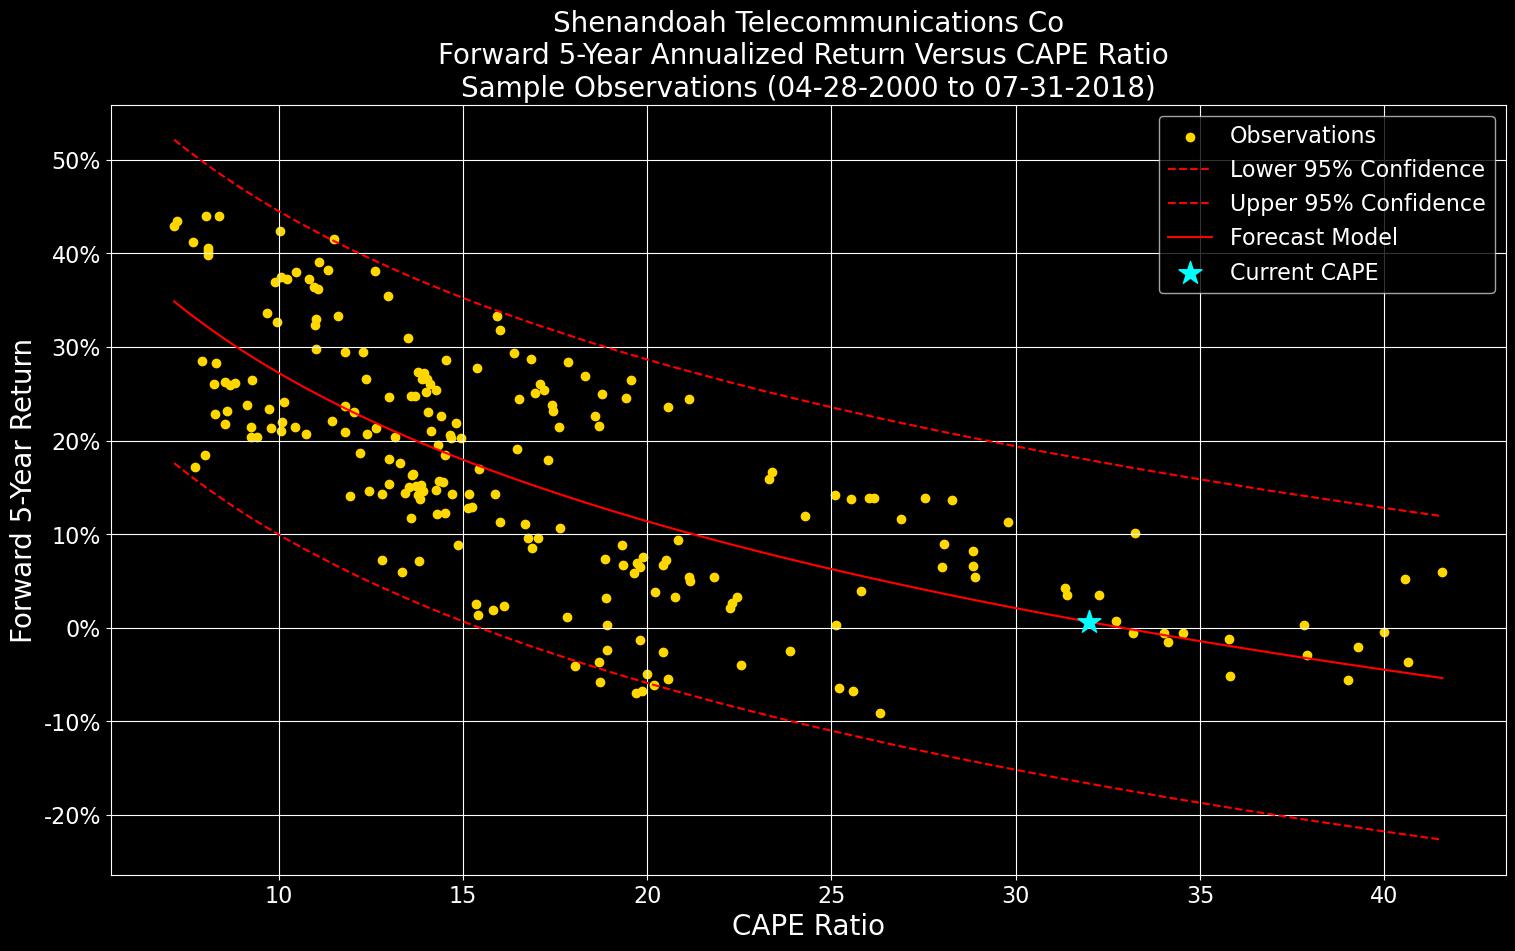 Shenandoah Telecommunications Co
Forward 5-Year Annualized Return Versus CAPE Ratio
Sample Observations (04-28-2000 to 07-31-2018)
Observations
Lower 95% Confidence
Upper 95% Confidence
Forecast Model
Current CAPE
Forward 5-Year Return
50%
40%
30%
20%
10%
0%
-10%
-20%
10 15 20 25 30 35 40
CAPE Ratio